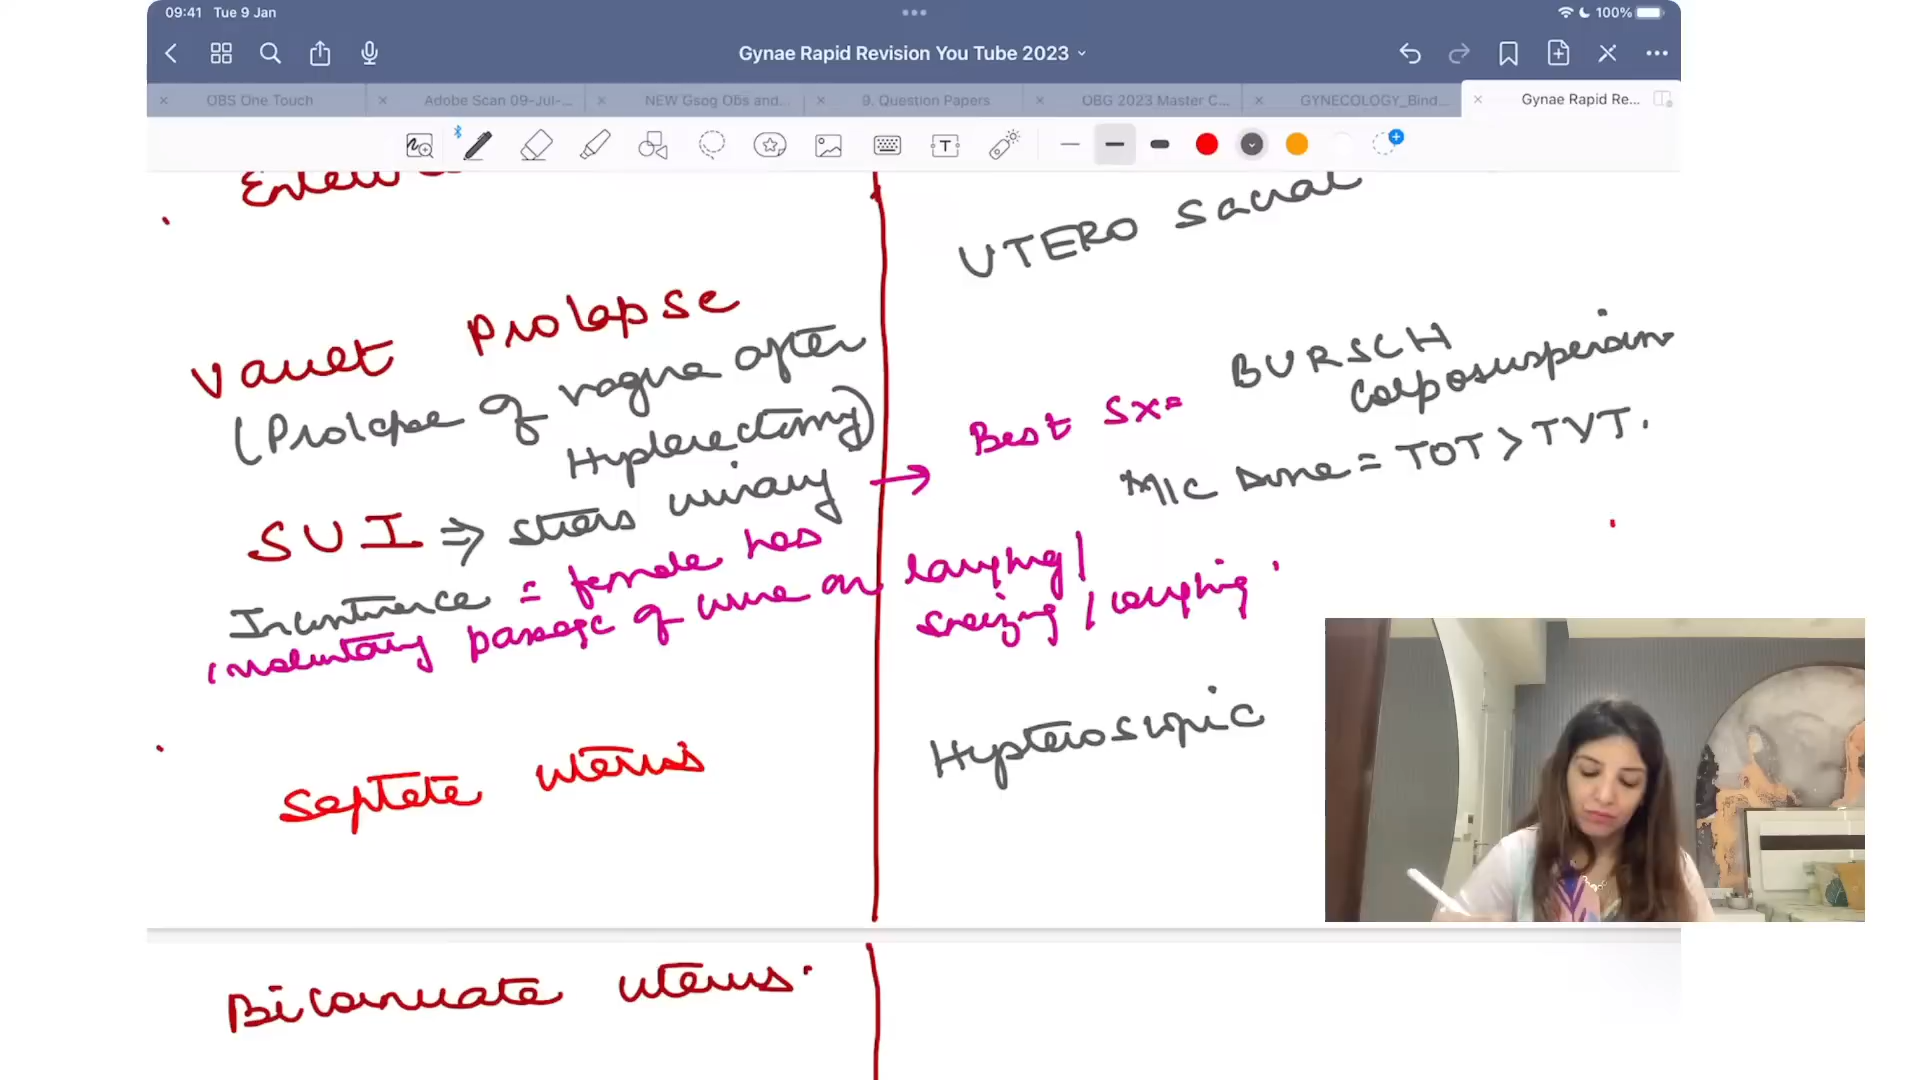 09:41 Tue 9 Jan
100%
Gynae Rapid Revision You Tube 2023
OBS One Touch
Adobe Scan 09-Jul-...
NEW Gsog Obs and...
9. Question Papers
OBG 2023 Master C...
GYNECOLOGY_Bind...
Gynae Rapid Re...
UTERO Sacral
Vault Prolapse
(Prolapse of vagina after
Hysterectomy)
BURSCH
Colposuspension
Best Sx=
M/C Done = TOT > TVT.
SUI ⇒ stress urinary →
Incontinence = female has
involuntary passage of urine on laughing/
sneizing / coughing
Septete uterus
Hysteroscopic
Bicornuate uterus